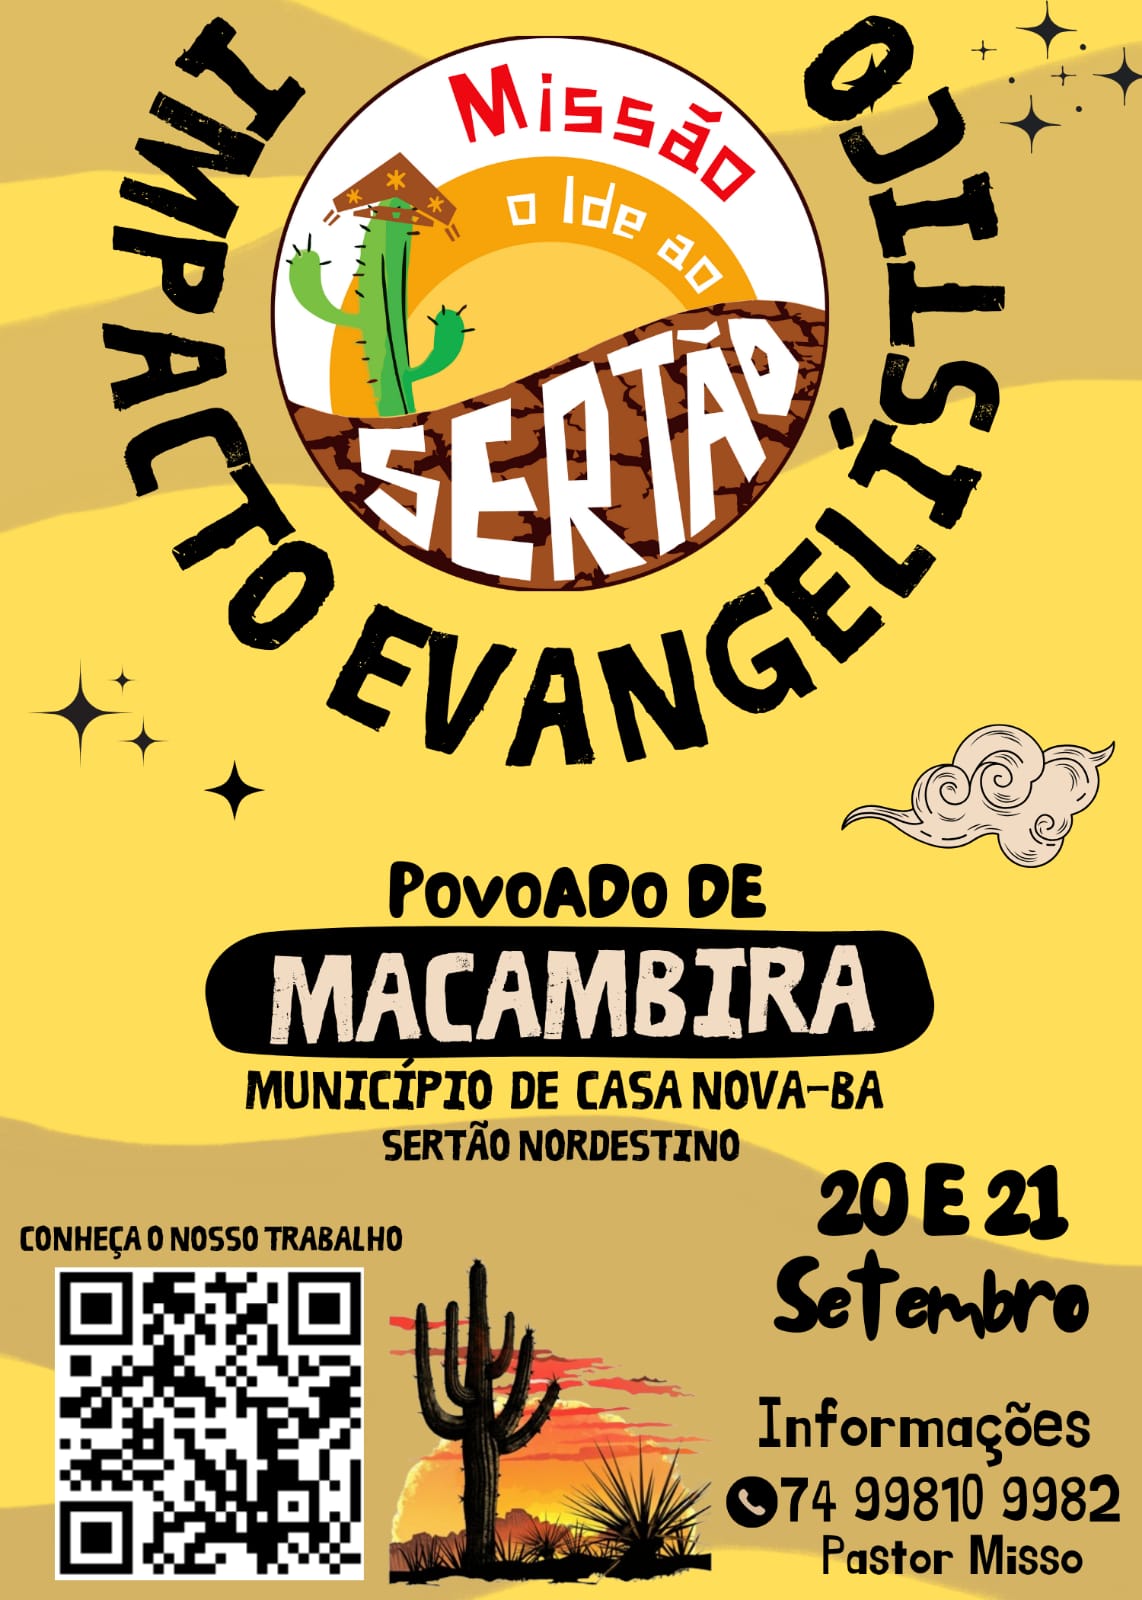 Missão
o Ide ao
SERTÃO
IMPACTO EVANGELÍSTICO
POVOADO DE
MACAMBIRA
MUNICÍPIO DE CASA NOVA-BA
SERTÃO NORDESTINO
20 E 21
Setembro
CONHEÇA O NOSSO TRABALHO
Informações
74 99810 9982
Pastor Misso